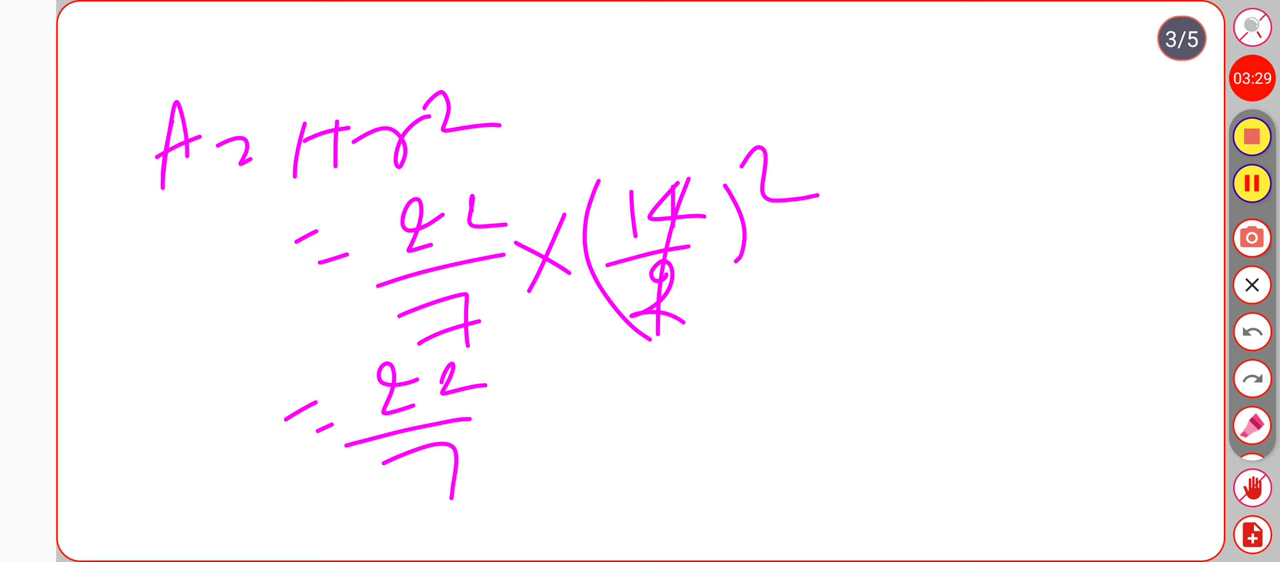 3/5
03:29
A = πr²
= 22/7 × (14/2)²
= 22/7